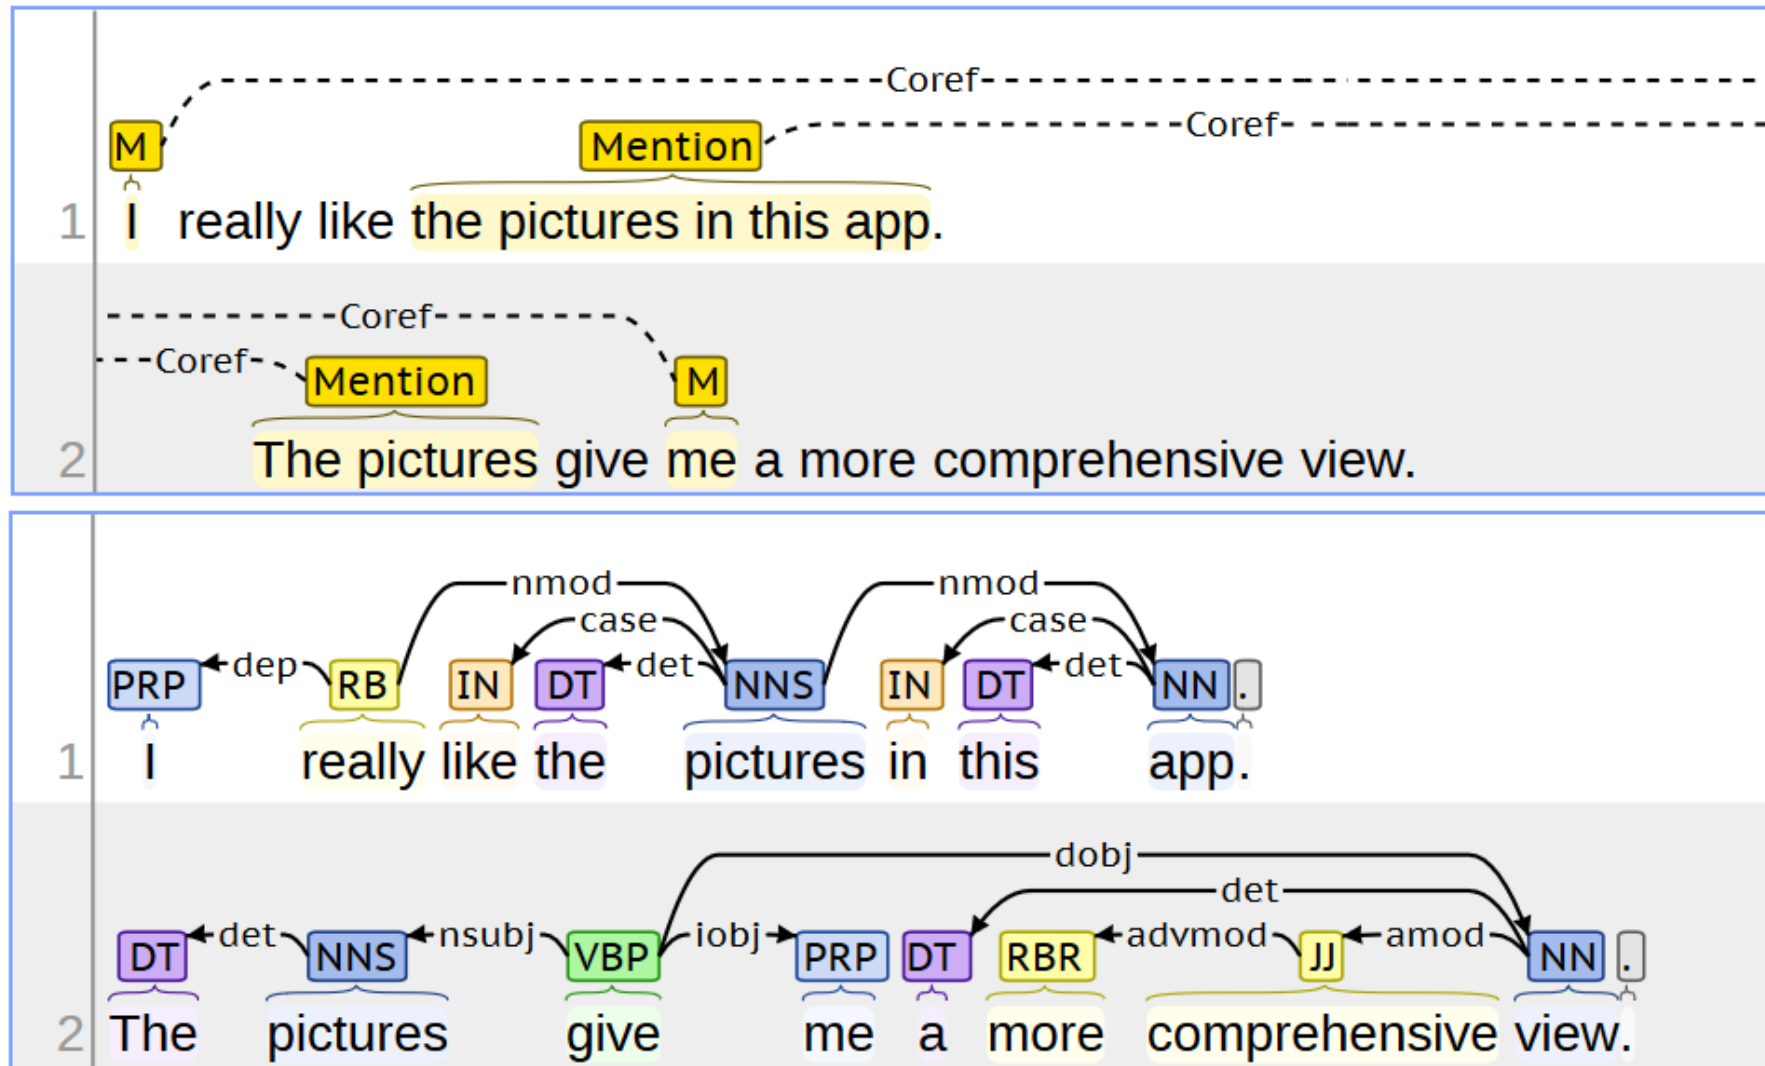 Coref
Coref
M Mention
1 I really like the pictures in this app.
Coref
Coref
Mention M
2 The pictures give me a more comprehensive view.
nmod nmod
case case
dep det det
PRP RB IN DT NNS IN DT NN .
1 I really like the pictures in this app.
dobj
det
det nsubj iobj advmod amod
DT NNS VBP PRP DT RBR JJ NN .
2 The pictures give me a more comprehensive view.